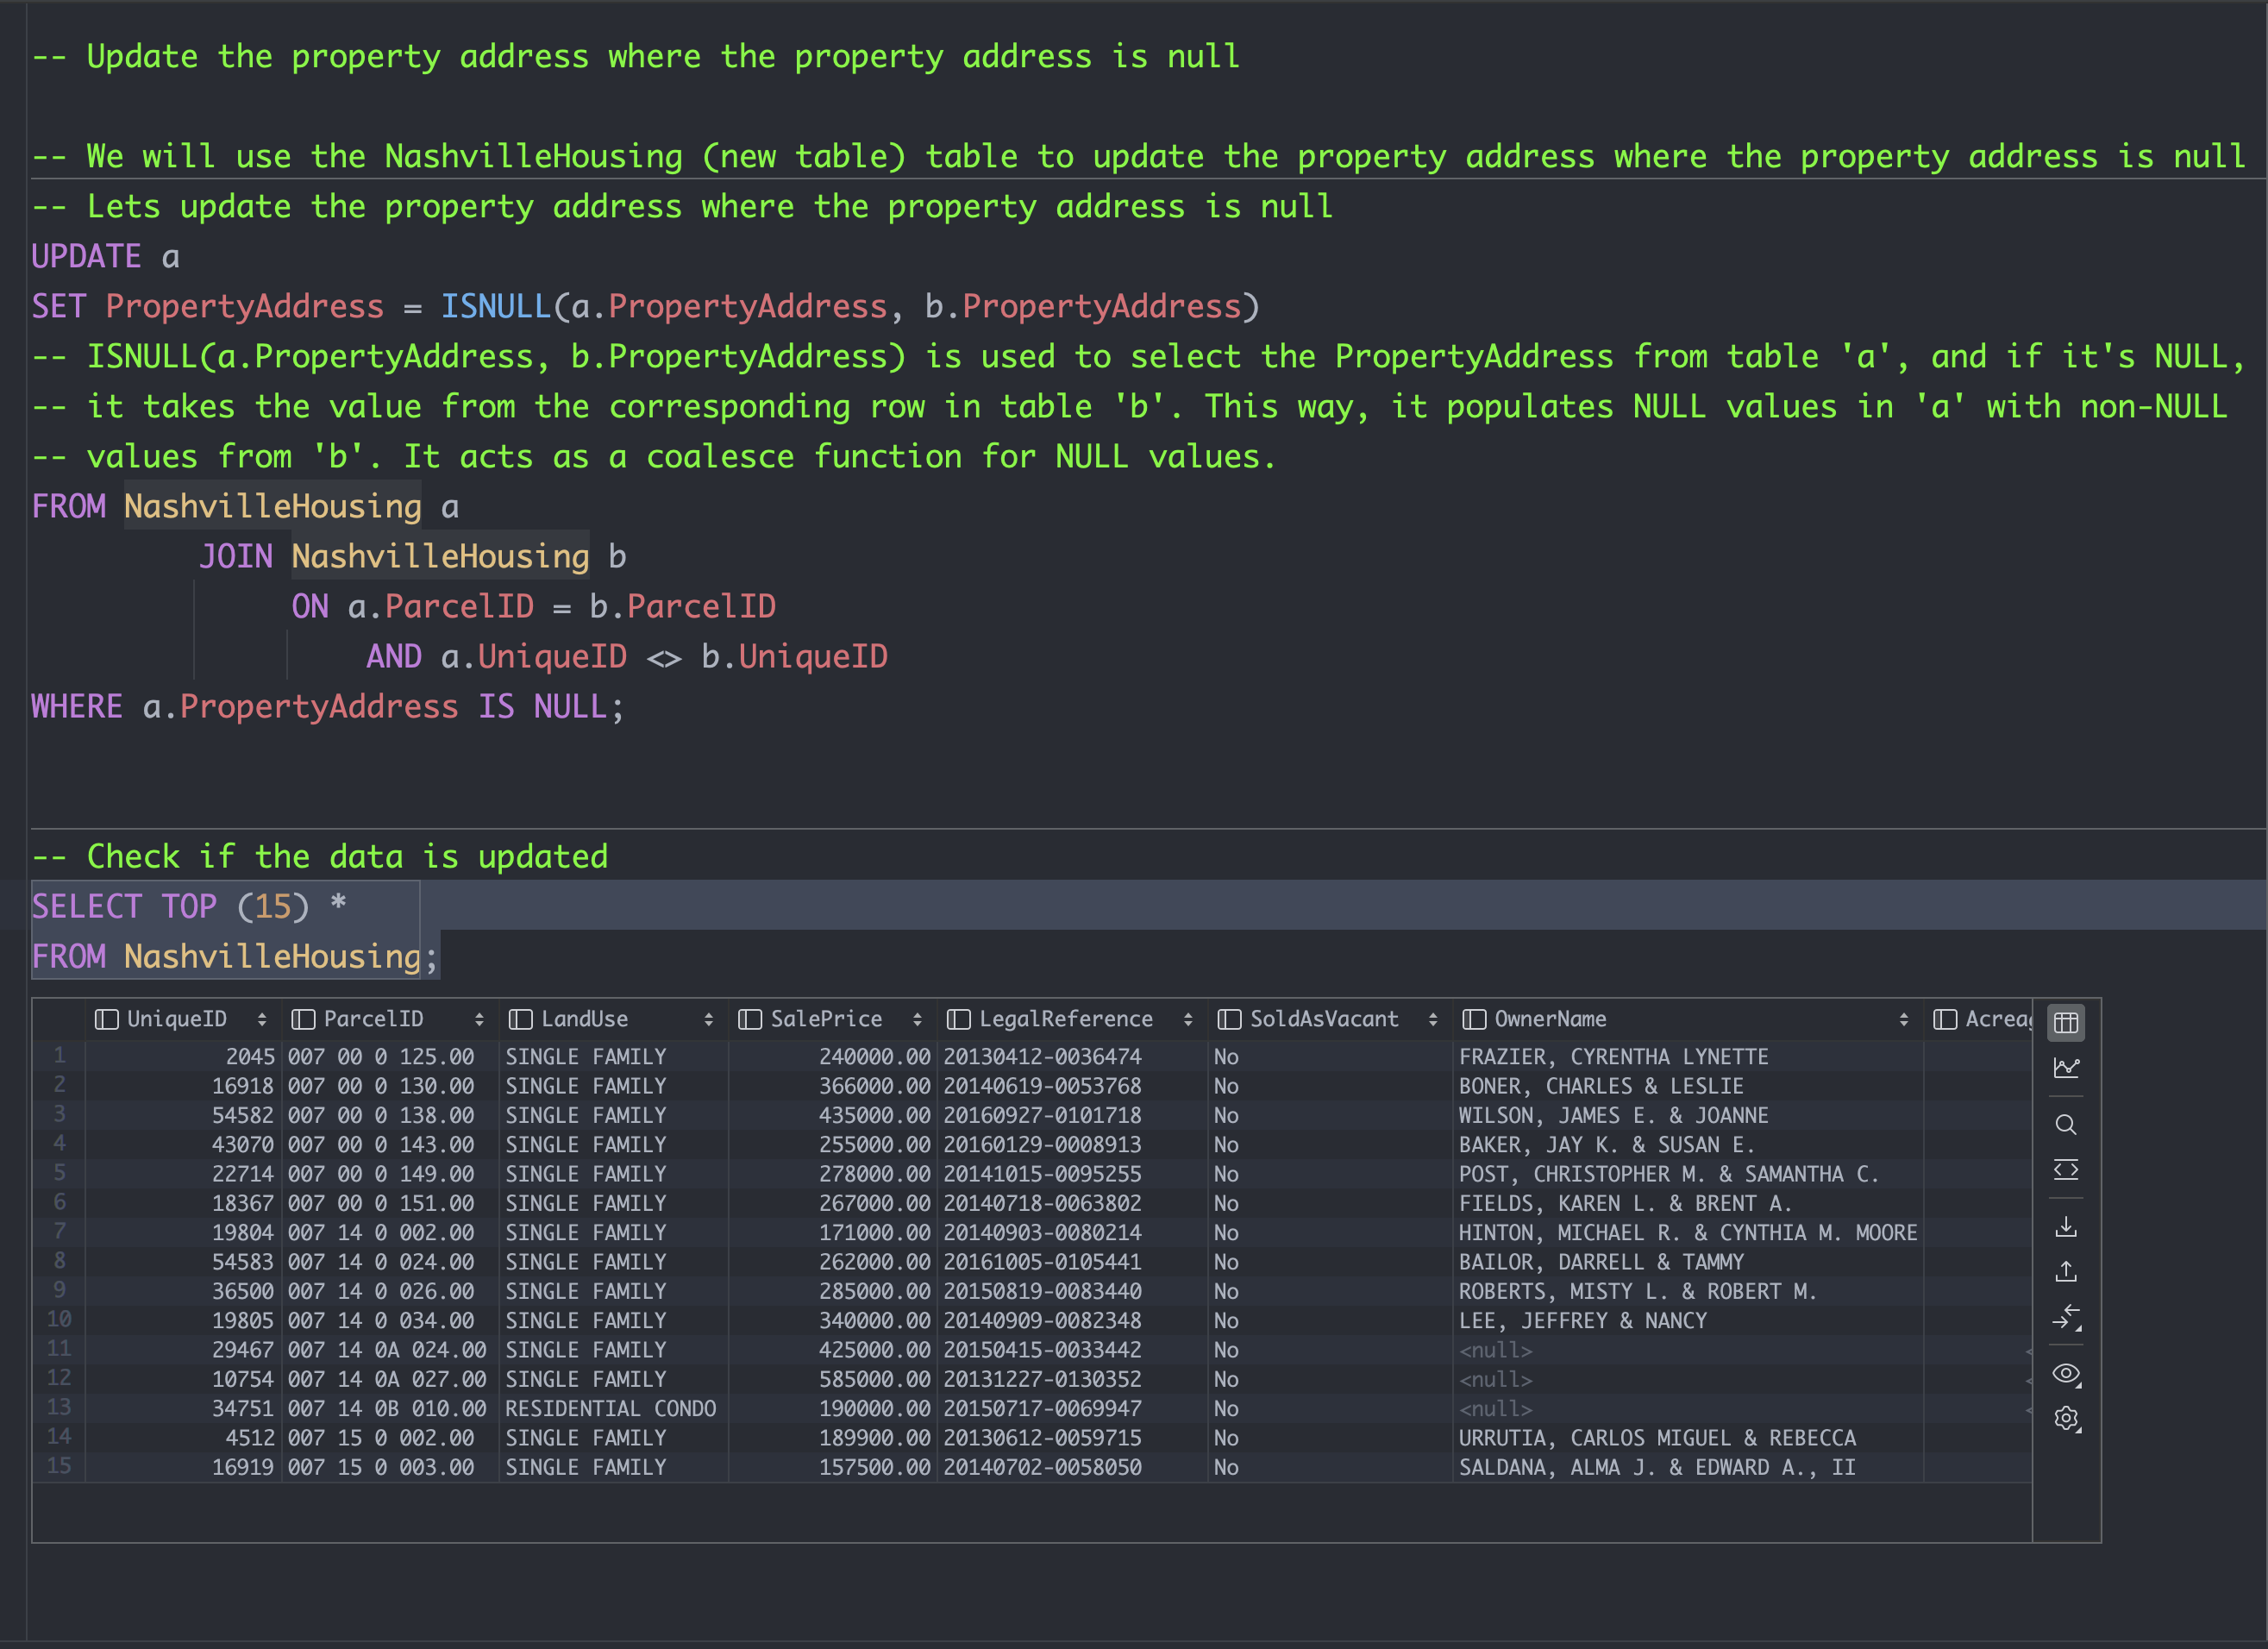 -- Update the property address where the property address is null
-- We will use the NashvilleHousing (new table) table to update the property address where the property address is null
-- Lets update the property address where the property address is null
UPDATE a
SET PropertyAddress = ISNULL(a.PropertyAddress, b.PropertyAddress)
-- ISNULL(a.PropertyAddress, b.PropertyAddress) is used to select the PropertyAddress from table 'a', and if it's NULL,
-- it takes the value from the corresponding row in table 'b'. This way, it populates NULL values in 'a' with non-NULL
-- values from 'b'. It acts as a coalesce function for NULL values.
FROM NashvilleHousing a
JOIN NashvilleHousing b
ON a.ParcelID = b.ParcelID
AND a.UniqueID <> b.UniqueID
WHERE a.PropertyAddress IS NULL;
-- Check if the data is updated
SELECT TOP (15) *
FROM NashvilleHousing;
UniqueID ParcelID LandUse SalePrice LegalReference SoldAsVacant OwnerName Acreag
1 2045 007 00 0 125.00 SINGLE FAMILY 240000.00 20130412-0036474 No FRAZIER, CYRENTHA LYNETTE
2 16918 007 00 0 130.00 SINGLE FAMILY 366000.00 20140619-0053768 No BONER, CHARLES & LESLIE
3 54582 007 00 0 138.00 SINGLE FAMILY 435000.00 20160927-0101718 No WILSON, JAMES E. & JOANNE
4 43070 007 00 0 143.00 SINGLE FAMILY 255000.00 20160129-0008913 No BAKER, JAY K. & SUSAN E.
5 22714 007 00 0 149.00 SINGLE FAMILY 278000.00 20141015-0095255 No POST, CHRISTOPHER M. & SAMANTHA C.
6 18367 007 00 0 151.00 SINGLE FAMILY 267000.00 20140718-0063802 No FIELDS, KAREN L. & BRENT A.
7 19804 007 14 0 002.00 SINGLE FAMILY 171000.00 20140903-0080214 No HINTON, MICHAEL R. & CYNTHIA M. MOORE
8 54583 007 14 0 024.00 SINGLE FAMILY 262000.00 20161005-0105441 No BAILOR, DARRELL & TAMMY
9 36500 007 14 0 026.00 SINGLE FAMILY 285000.00 20150819-0083440 No ROBERTS, MISTY L. & ROBERT M.
10 19805 007 14 0 034.00 SINGLE FAMILY 340000.00 20140909-0082348 No LEE, JEFFREY & NANCY
11 29467 007 14 0A 024.00 SINGLE FAMILY 425000.00 20150415-0033442 No <null> <
12 10754 007 14 0A 027.00 SINGLE FAMILY 585000.00 20131227-0130352 No <null> <
13 34751 007 14 0B 010.00 RESIDENTIAL CONDO 190000.00 20150717-0069947 No <null> <
14 4512 007 15 0 002.00 SINGLE FAMILY 189900.00 20130612-0059715 No URRUTIA, CARLOS MIGUEL & REBECCA
15 16919 007 15 0 003.00 SINGLE FAMILY 157500.00 20140702-0058050 No SALDANA, ALMA J. & EDWARD A., II